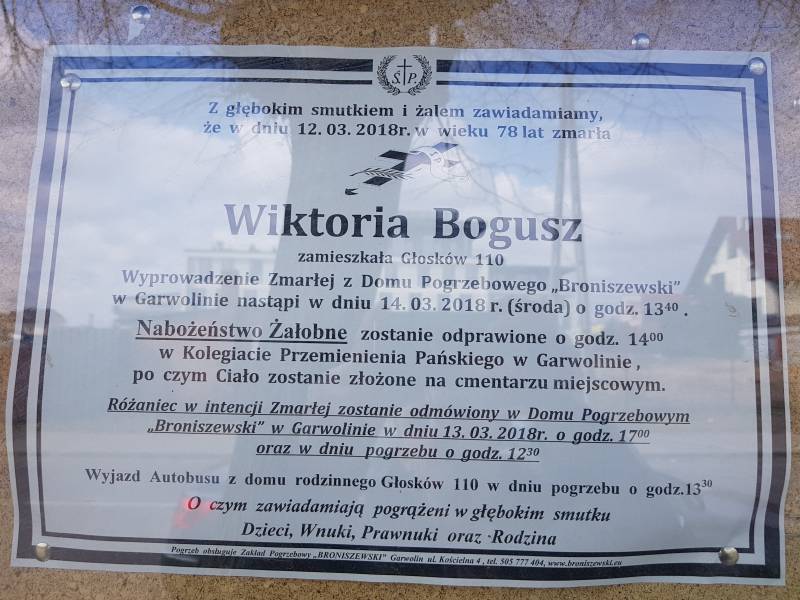 Ś. P.
Z głębokim smutkiem i żalem zawiadamiamy,
że w dniu 12. 03. 2018r. w wieku 78 lat zmarła
Wiktoria Bogusz
zamieszkała Głosków 110
Wyprowadzenie Zmarłej z Domu Pogrzebowego „Broniszewski”
w Garwolinie nastąpi w dniu 14. 03. 2018 r. (środa) o godz. 13⁴⁰ .
Nabożeństwo Żałobne zostanie odprawione o godz. 14⁰⁰
w Kolegiacie Przemienienia Pańskiego w Garwolinie ,
po czym Ciało zostanie złożone na cmentarzu miejscowym.
Różaniec w intencji Zmarłej zostanie odmówiony w Domu Pogrzebowym
„Broniszewski” w Garwolinie w dniu 13. 03. 2018r. o godz. 17⁰⁰
oraz w dniu pogrzebu o godz. 12³⁰
Wyjazd Autobusu z domu rodzinnego Głosków 110 w dniu pogrzebu o godz.13³⁰
O czym zawiadamiają pogrążeni w głębokim smutku
Dzieci, Wnuki, Prawnuki oraz Rodzina
Pogrzeb obsługuje Zakład Pogrzebowy „BRONISZEWSKI” Garwolin ul. Kościelna 4 , tel. 505 777 404, www.broniszewski.eu